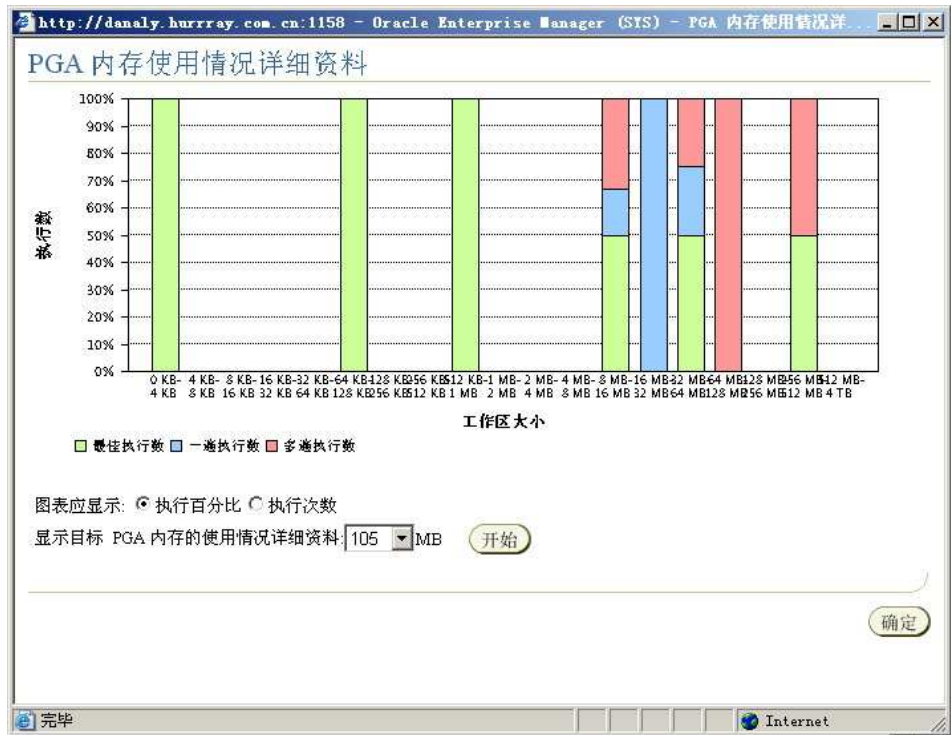 http://danaly.hurrray.com.cn:1158 - Oracle Enterprise Manager (SYS) - PGA 内存使用情况详...
PGA 内存使用情况详细资料
100%
90%
80%
70%
60%
50%
40%
30%
20%
10%
0%
执行数
0 KB- 4 KB- 8 KB- 16 KB- 32 KB- 64 KB- 128 KB- 256 KB- 512 KB- 1 MB- 2 MB- 4 MB- 8 MB- 16 MB- 32 MB- 64 MB- 128 MB- 256 MB- 512 MB-
4 KB 8 KB 16 KB 32 KB 64 KB 128 KB 256 KB 512 KB 1 MB 2 MB 4 MB 8 MB 16 MB 32 MB 64 MB 128 MB 256 MB 512 MB 4 TB
工作区大小
最佳执行数 一遍执行数 多遍执行数
图表应显示: 执行百分比 执行次数
显示目标 PGA 内存的使用情况详细资料: 105 MB 开始
确定
完毕 Internet